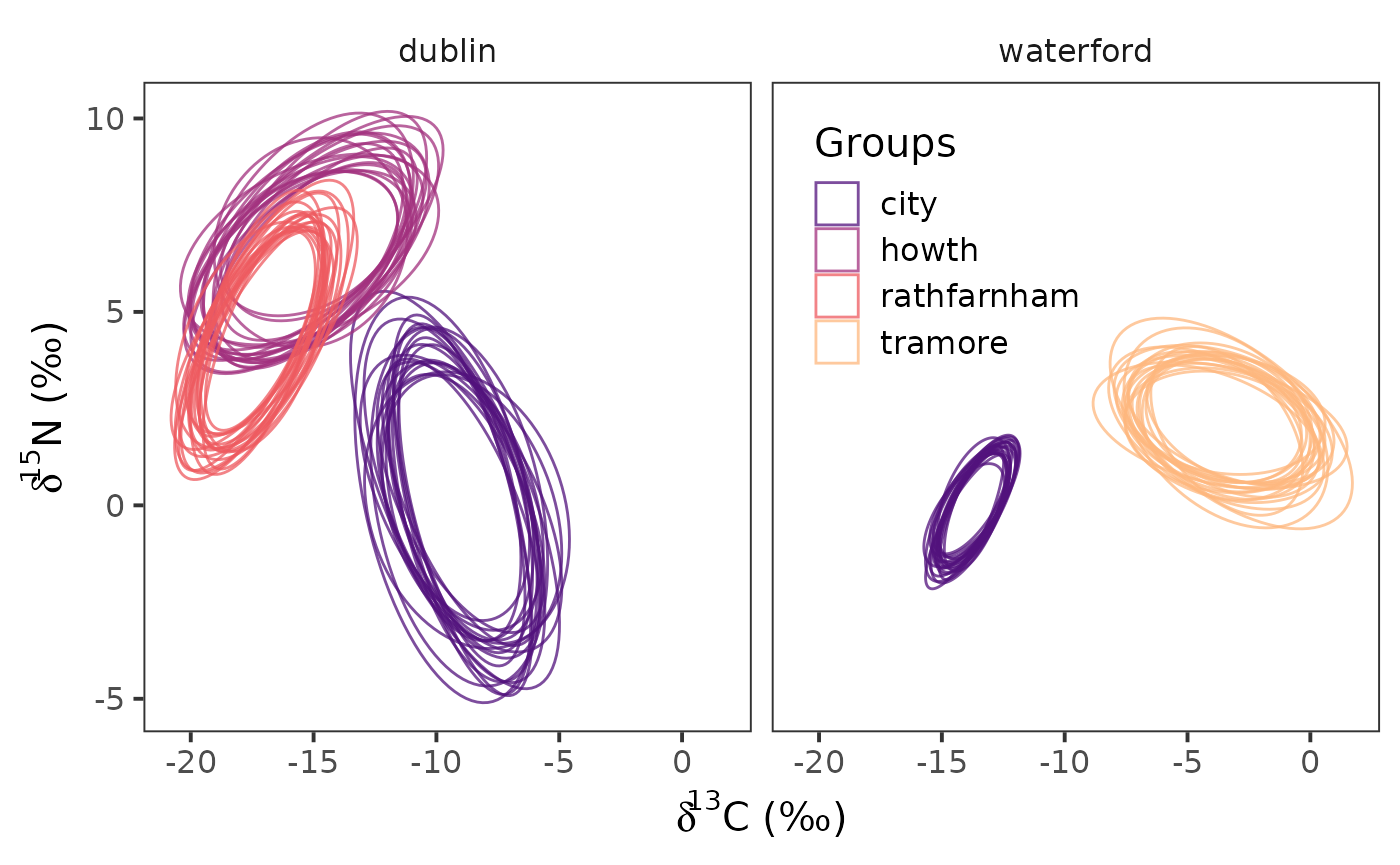 dublin waterford
10
5
0
-5
δ¹⁵N (‰)
Groups
city
howth
rathfarnham
tramore
-20 -15 -10 -5 0 -20 -15 -10 -5 0
δ¹³C (‰)